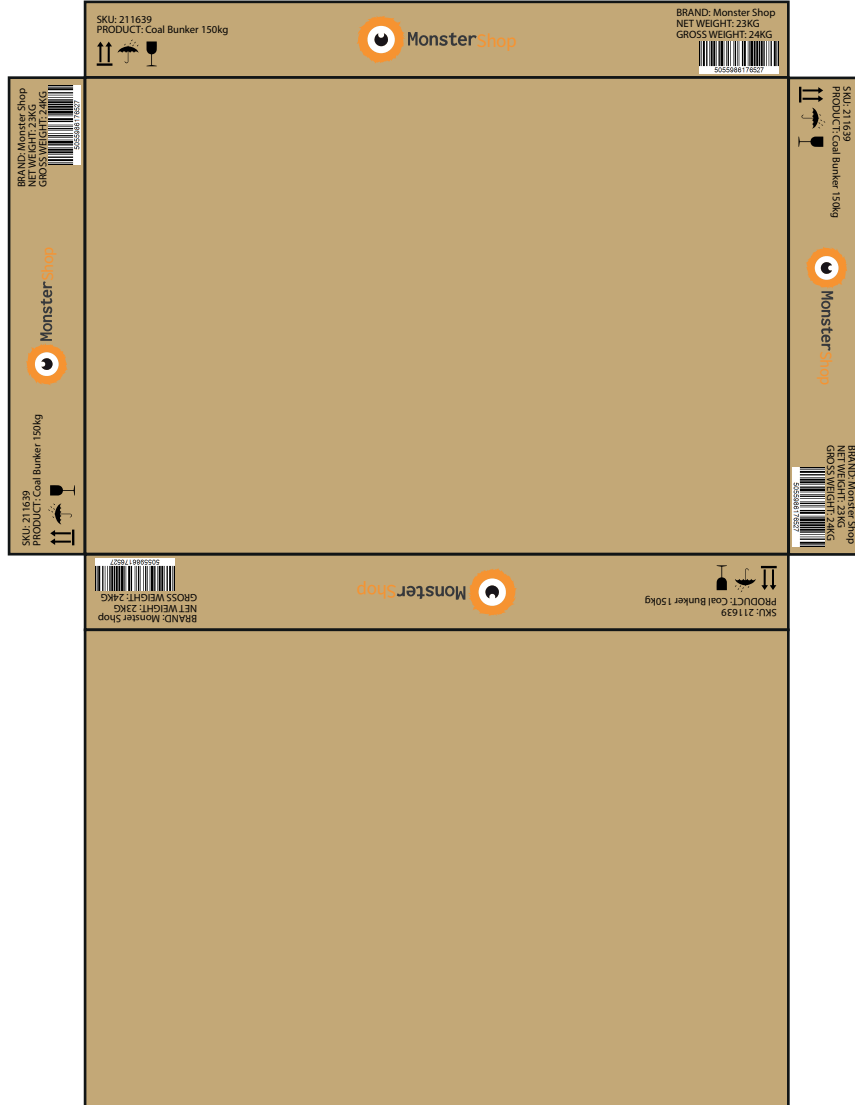 SKU: 211639
PRODUCT: Coal Bunker 150kg
MonsterShop
BRAND: Monster Shop
NET WEIGHT: 23KG
GROSS WEIGHT: 24KG
5055986176527
BRAND: Monster Shop
NET WEIGHT: 23KG
GROSS WEIGHT: 24KG
5055986176527
MonsterShop
SKU: 211639
PRODUCT: Coal Bunker 150kg
SKU: 211639
PRODUCT: Coal Bunker 150kg
MonsterShop
BRAND: Monster Shop
NET WEIGHT: 23KG
GROSS WEIGHT: 24KG
5055986176527
SKU: 211639
PRODUCT: Coal Bunker 150kg
MonsterShop
BRAND: Monster Shop
NET WEIGHT: 23KG
GROSS WEIGHT: 24KG
5055986176527